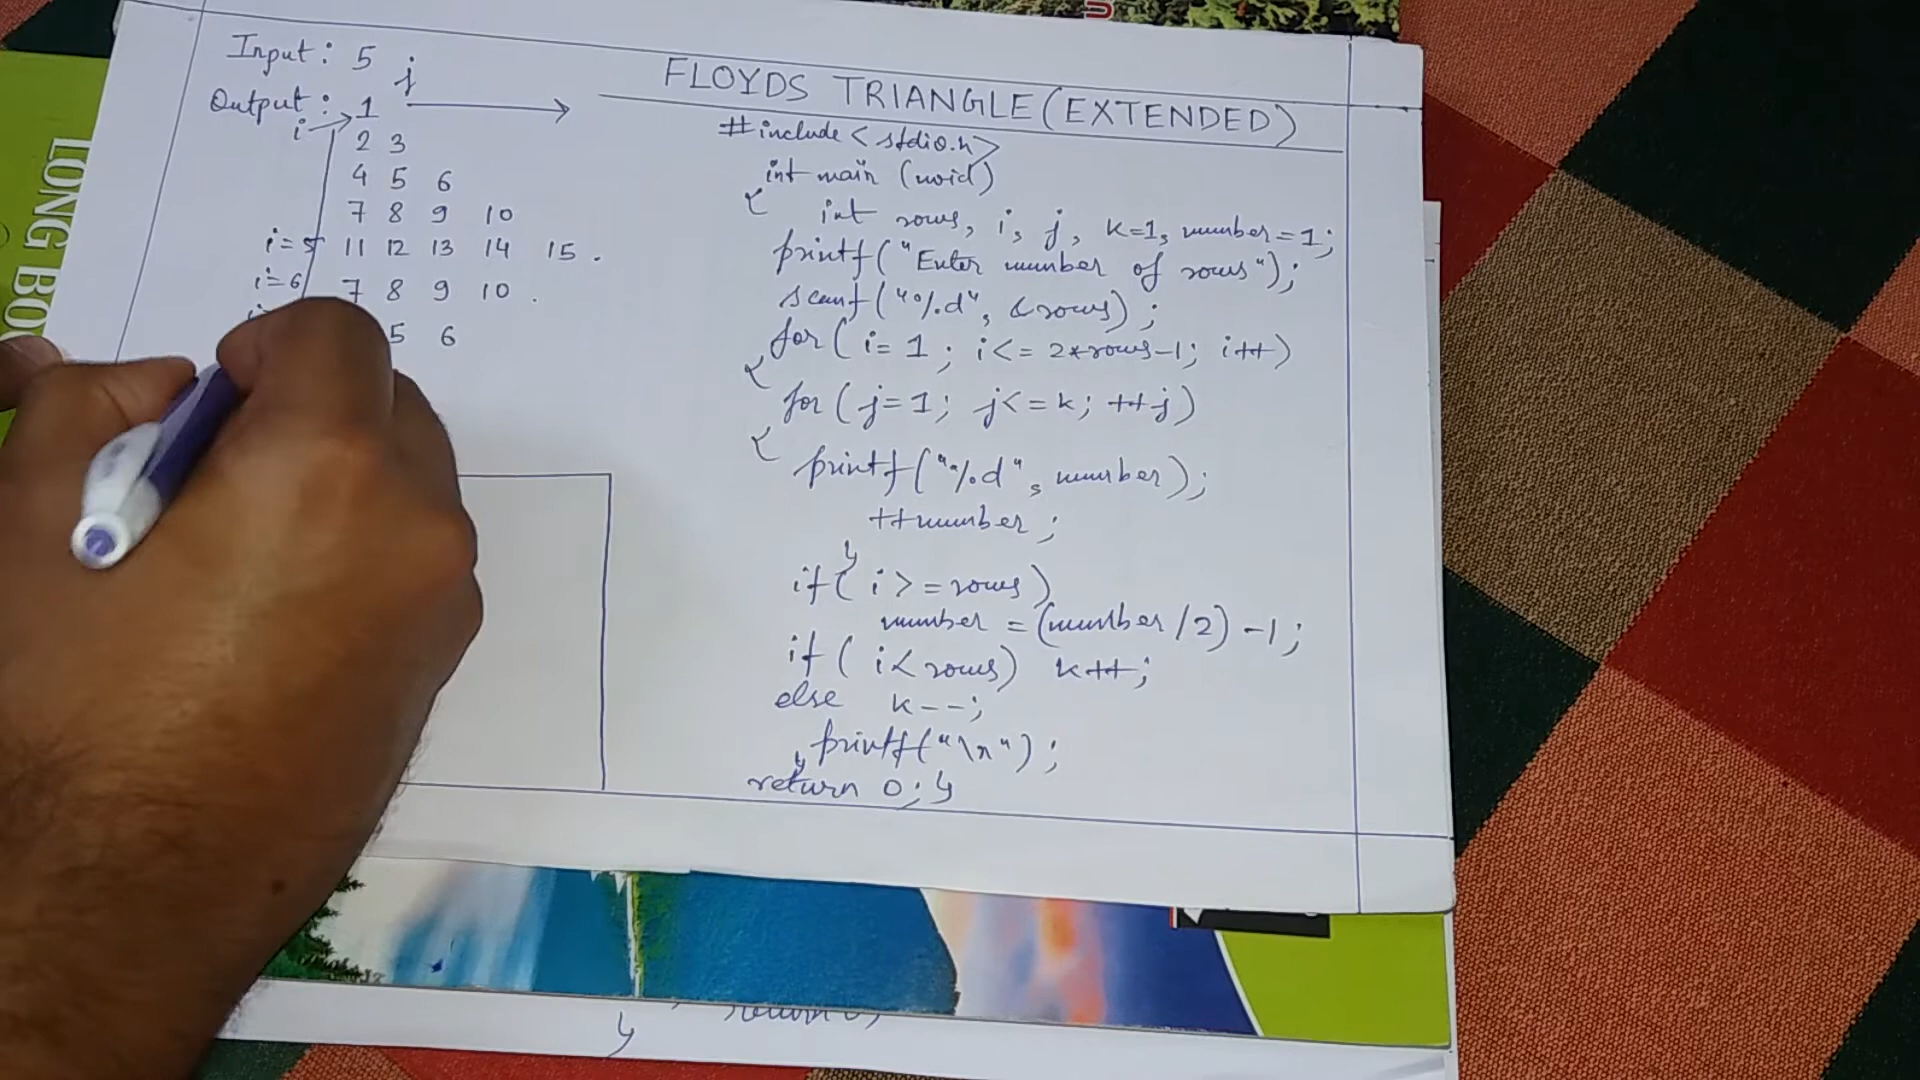 Input: 5
j
Output: 1
i
2 3
4 5 6
7 8 9 10
i=5 11 12 13 14 15.
i=6 7 8 9 10.
5 6
FLOYDS TRIANGLE (EXTENDED)
#include<stdio.h>
int main (void)
{ int rows, i, j, k=1, number=1;
printf("Enter number of rows");
scanf("%d", &rows);
for(i=1; i<=2*rows-1; i++)
{
for(j=1; j<=k; ++j)
{
printf("%d", number);
++number;
}
if(i>=rows)
number=(number/2)-1;
if(i<rows) k++;
else k--;
printf("\n");
}
return 0; }
}
LONG BOO
U